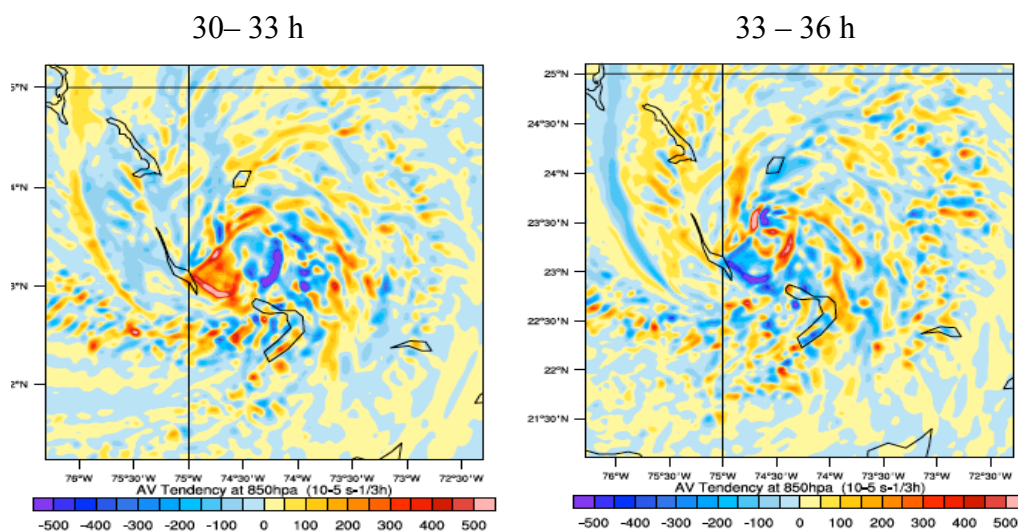 30– 33 h
33 – 36 h
5°N
4°N
3°N
2°N
76°W 75°30'W 75°W 74°30'W 74°W 73°30'W 73°W 72°30'W
AV Tendency at 850hpa (10-5 s-1/3h)
-500 -400 -300 -200 -100 0 100 200 300 400 500
25°N
24°30'N
24°N
23°30'N
23°N
22°30'N
22°N
21°30'N
76°W 75°30'W 75°W 74°30'W 74°W 73°30'W 73°W 72°30'W
AV Tendency at 850hpa (10-5 s-1/3h)
-500 -400 -300 -200 -100 0 100 200 300 400 500